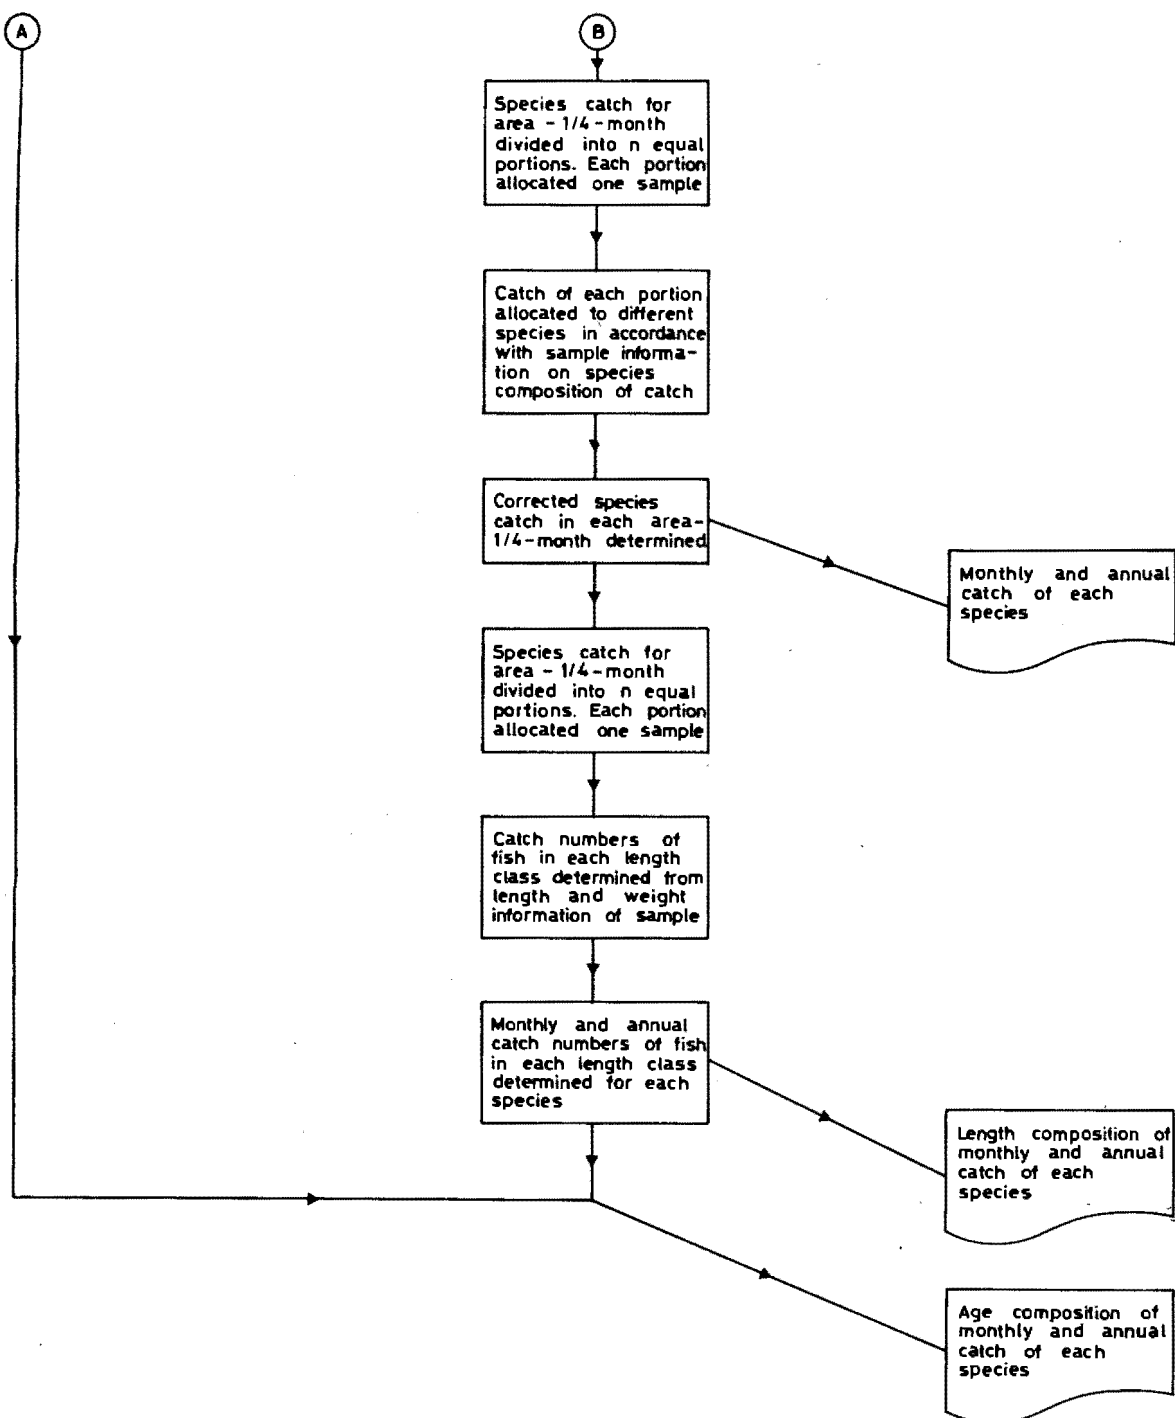 A
B
Species catch for
area - 1/4 - month
divided into n equal
portions. Each portion
allocated one sample
Catch of each portion
allocated to different
species in accordance
with sample informa-
tion on species
composition of catch
Corrected species
catch in each area-
1/4-month determined
Monthly and annual
catch of each
species
Species catch for
area - 1/4 - month
divided into n equal
portions. Each portion
allocated one sample
Catch numbers of
fish in each length
class determined from
length and weight
information of sample
Monthly and annual
catch numbers of fish
in each length class
determined for each
species
Length composition of
monthly and annual
catch of each
species
Age composition of
monthly and annual
catch of each
species